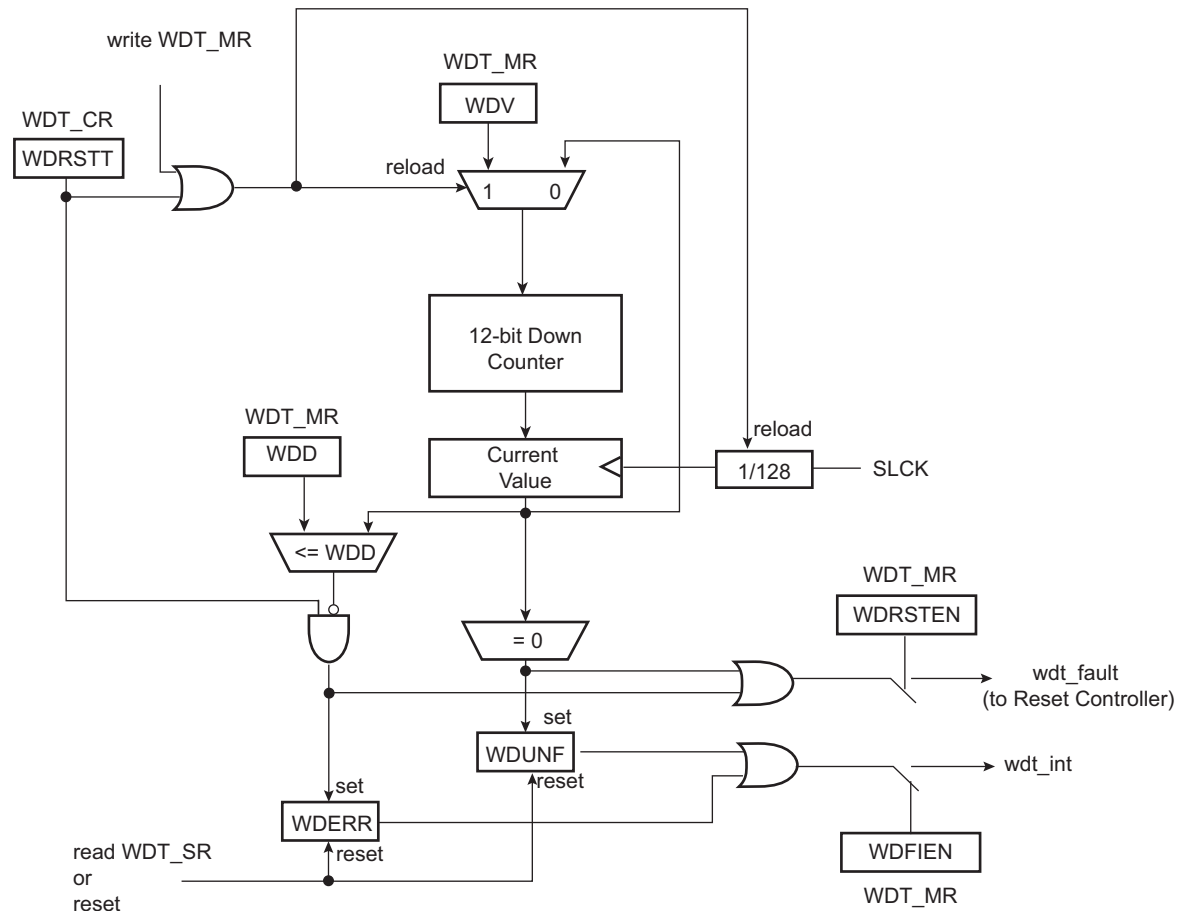 write WDT_MR
WDT_MR
WDV
WDT_CR
WDRSTT
reload
1 0
12-bit Down
Counter
WDT_MR
WDD
reload
Current
Value
1/128
SLCK
<= WDD
WDT_MR
WDRSTEN
= 0
wdt_fault
(to Reset Controller)
set
WDUNF
reset
wdt_int
set
WDERR
reset
WDFIEN
WDT_MR
read WDT_SR
or
reset